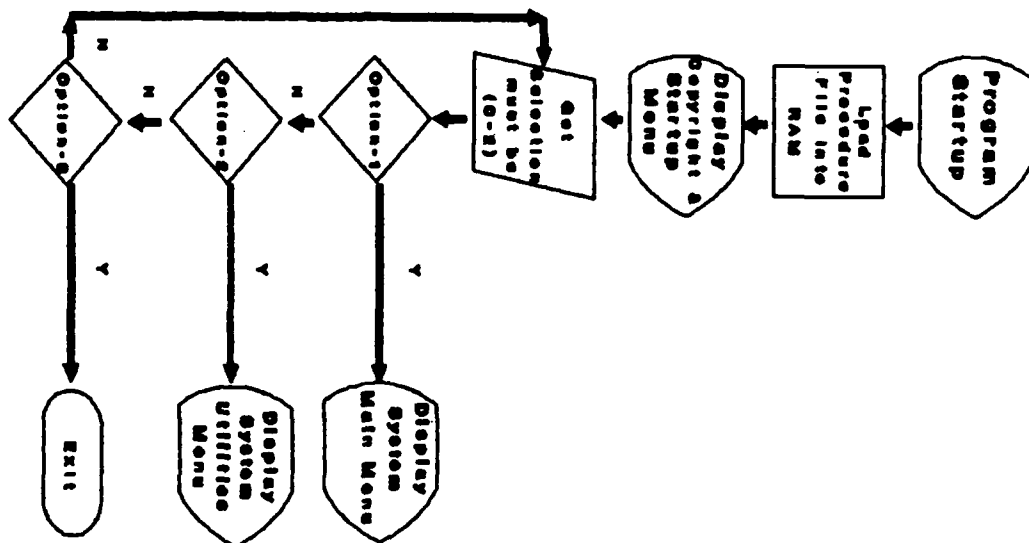 Program
Startup
Lpad
Procedure
File into
RAM
Display
Copyright &
Startup
Menu
Get
Selection
must be
(0-2)
Option-1
Y
Display
System
Main Menu
N
Option-2
Y
Display
System
Utilities
Menu
N
Option-0
Y
Exit
N